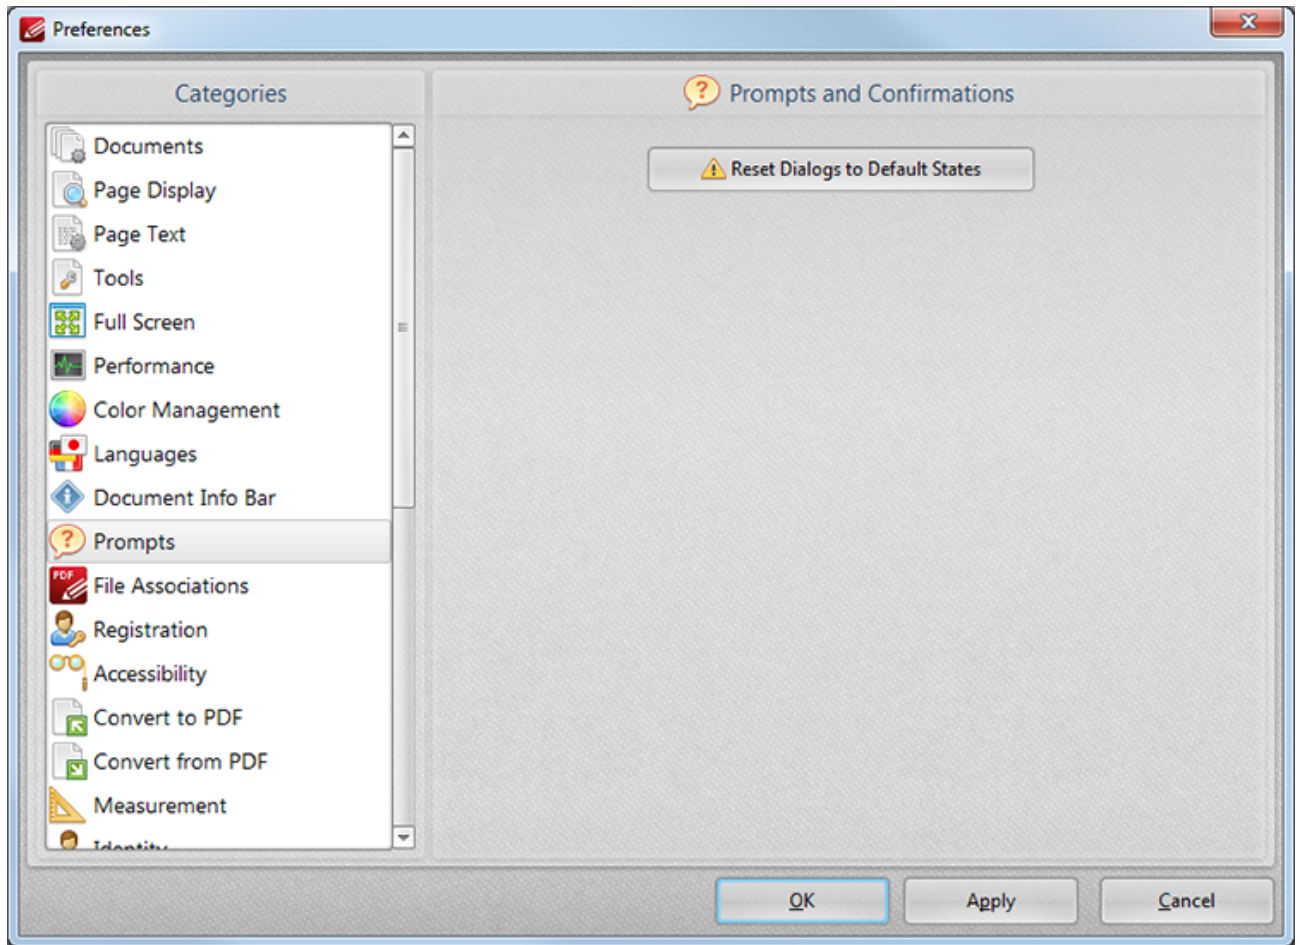 Preferences
Categories
Documents
Page Display
Page Text
Tools
Full Screen
Performance
Color Management
Languages
Document Info Bar
Prompts
PDF
File Associations
Registration
Accessibility
Convert to PDF
Convert from PDF
Measurement
Identity
Prompts and Confirmations
Reset Dialogs to Default States
OK
Apply
Cancel